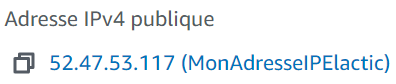 Adresse IPv4 publique
52.47.53.117 (MonAdresseIPElactic)